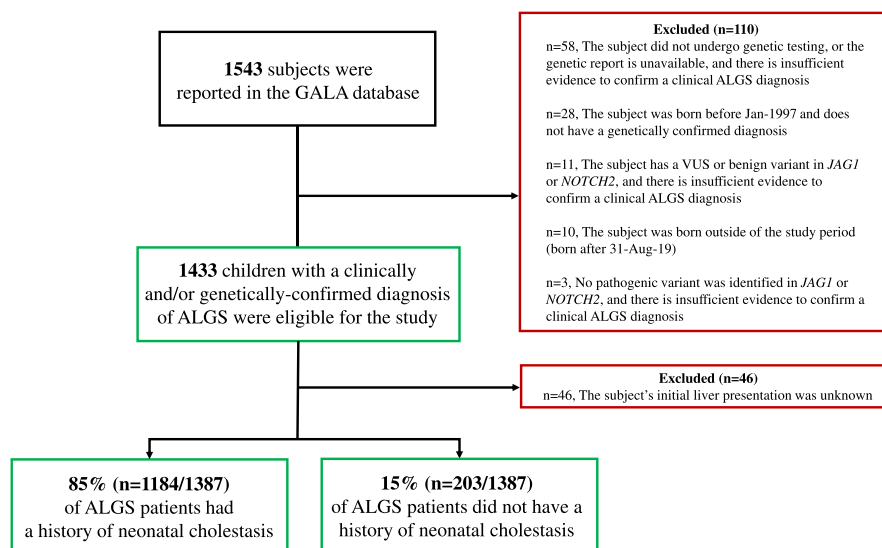 1543 subjects were
reported in the GALA database
Excluded (n=110)
n=58, The subject did not undergo genetic testing, or the
genetic report is unavailable, and there is insufficient
evidence to confirm a clinical ALGS diagnosis
n=28, The subject was born before Jan-1997 and does
not have a genetically confirmed diagnosis
n=11, The subject has a VUS or benign variant in JAG1
or NOTCH2, and there is insufficient evidence to
confirm a clinical ALGS diagnosis
n=10, The subject was born outside of the study period
(born after 31-Aug-19)
n=3, No pathogenic variant was identified in JAG1 or
NOTCH2, and there is insufficient evidence to confirm a
clinical ALGS diagnosis
1433 children with a clinically
and/or genetically-confirmed diagnosis
of ALGS were eligible for the study
Excluded (n=46)
n=46, The subject's initial liver presentation was unknown
85% (n=1184/1387)
of ALGS patients had
a history of neonatal cholestasis
15% (n=203/1387)
of ALGS patients did not have a
history of neonatal cholestasis